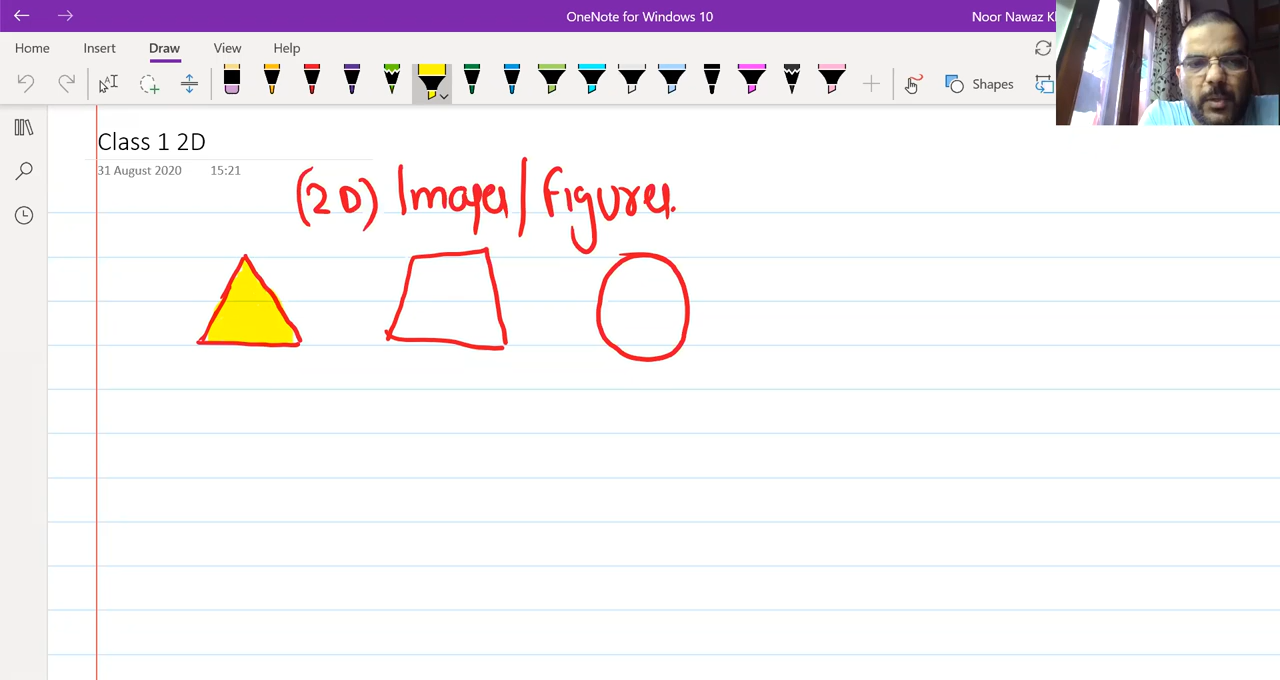 OneNote for Windows 10
Noor Nawaz
Home Insert Draw View Help
Shapes
Class 1 2D
31 August 2020 15:21
(2D) Images/Figures.